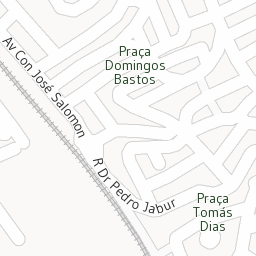 Praça
Domingos
Bastos
Av Con José Salomon
R Dr Pedro Jabur
Praça
Tomás
Dias